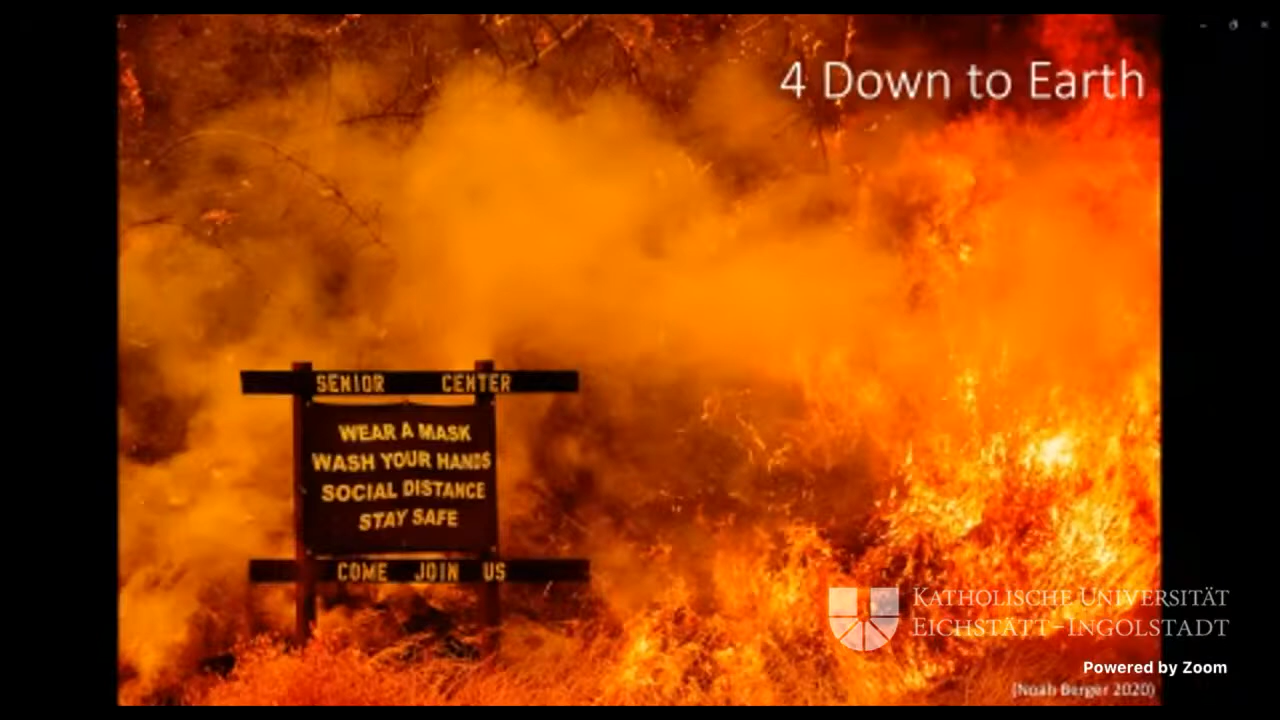 4 Down to Earth
SENIOR CENTER
WEAR A MASK
WASH YOUR HANDS
SOCIAL DISTANCE
STAY SAFE
COME JOIN US
KATHOLISCHE UNIVERSITÄT
EICHSTÄTT-INGOLSTADT
Powered by Zoom
(Noah Berger 2020)